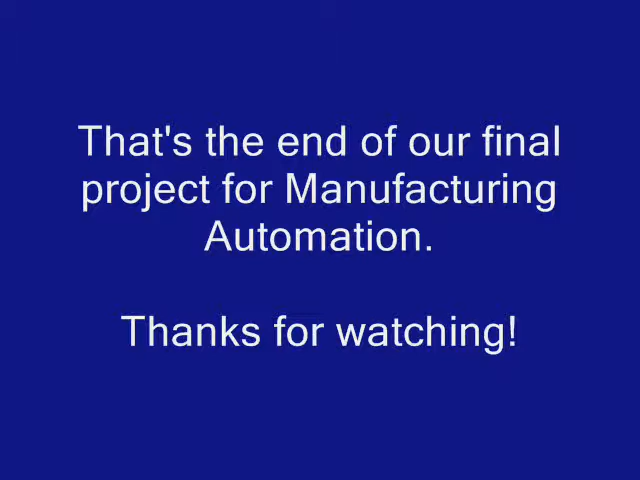 That's the end of our final
project for Manufacturing
Automation.
Thanks for watching!